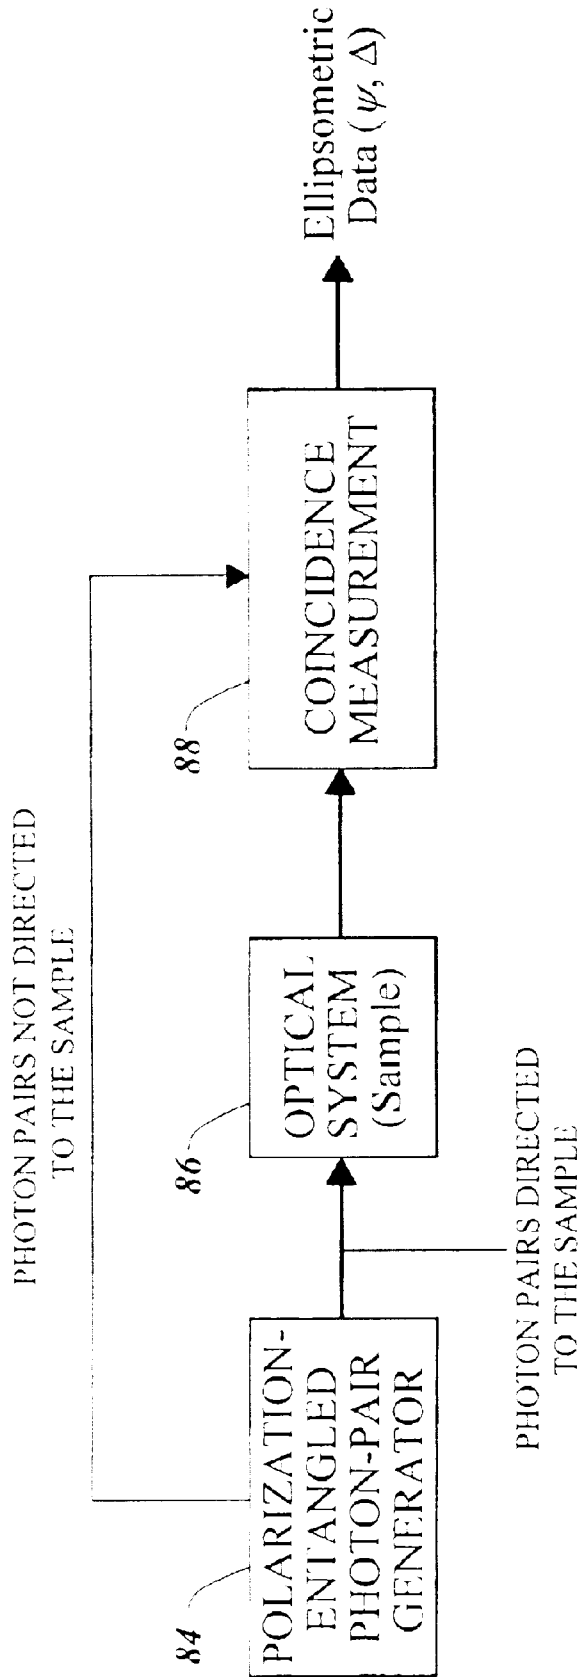 PHOTON PAIRS NOT DIRECTED
TO THE SAMPLE
84
POLARIZATION-
ENTANGLED
PHOTON-PAIR
GENERATOR
86
OPTICAL
SYSTEM
(Sample)
88
COINCIDENCE
MEASUREMENT
Ellipsometric
Data (ψ, Δ)
PHOTON PAIRS DIRECTED
TO THE SAMPLE